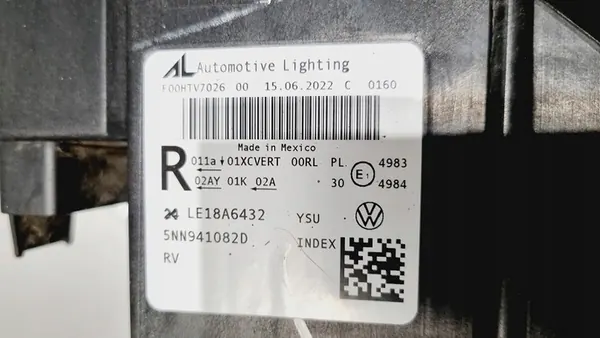 AL Automotive Lighting
F00HTV7026 00 15.06.2022 C 0160
Made in Mexico
R 011a 01XCVERT 00RL PL. 4983
02AY 01K 02A 30 E1 4984
LE18A6432 YSU
5NN941082D INDEX
RV